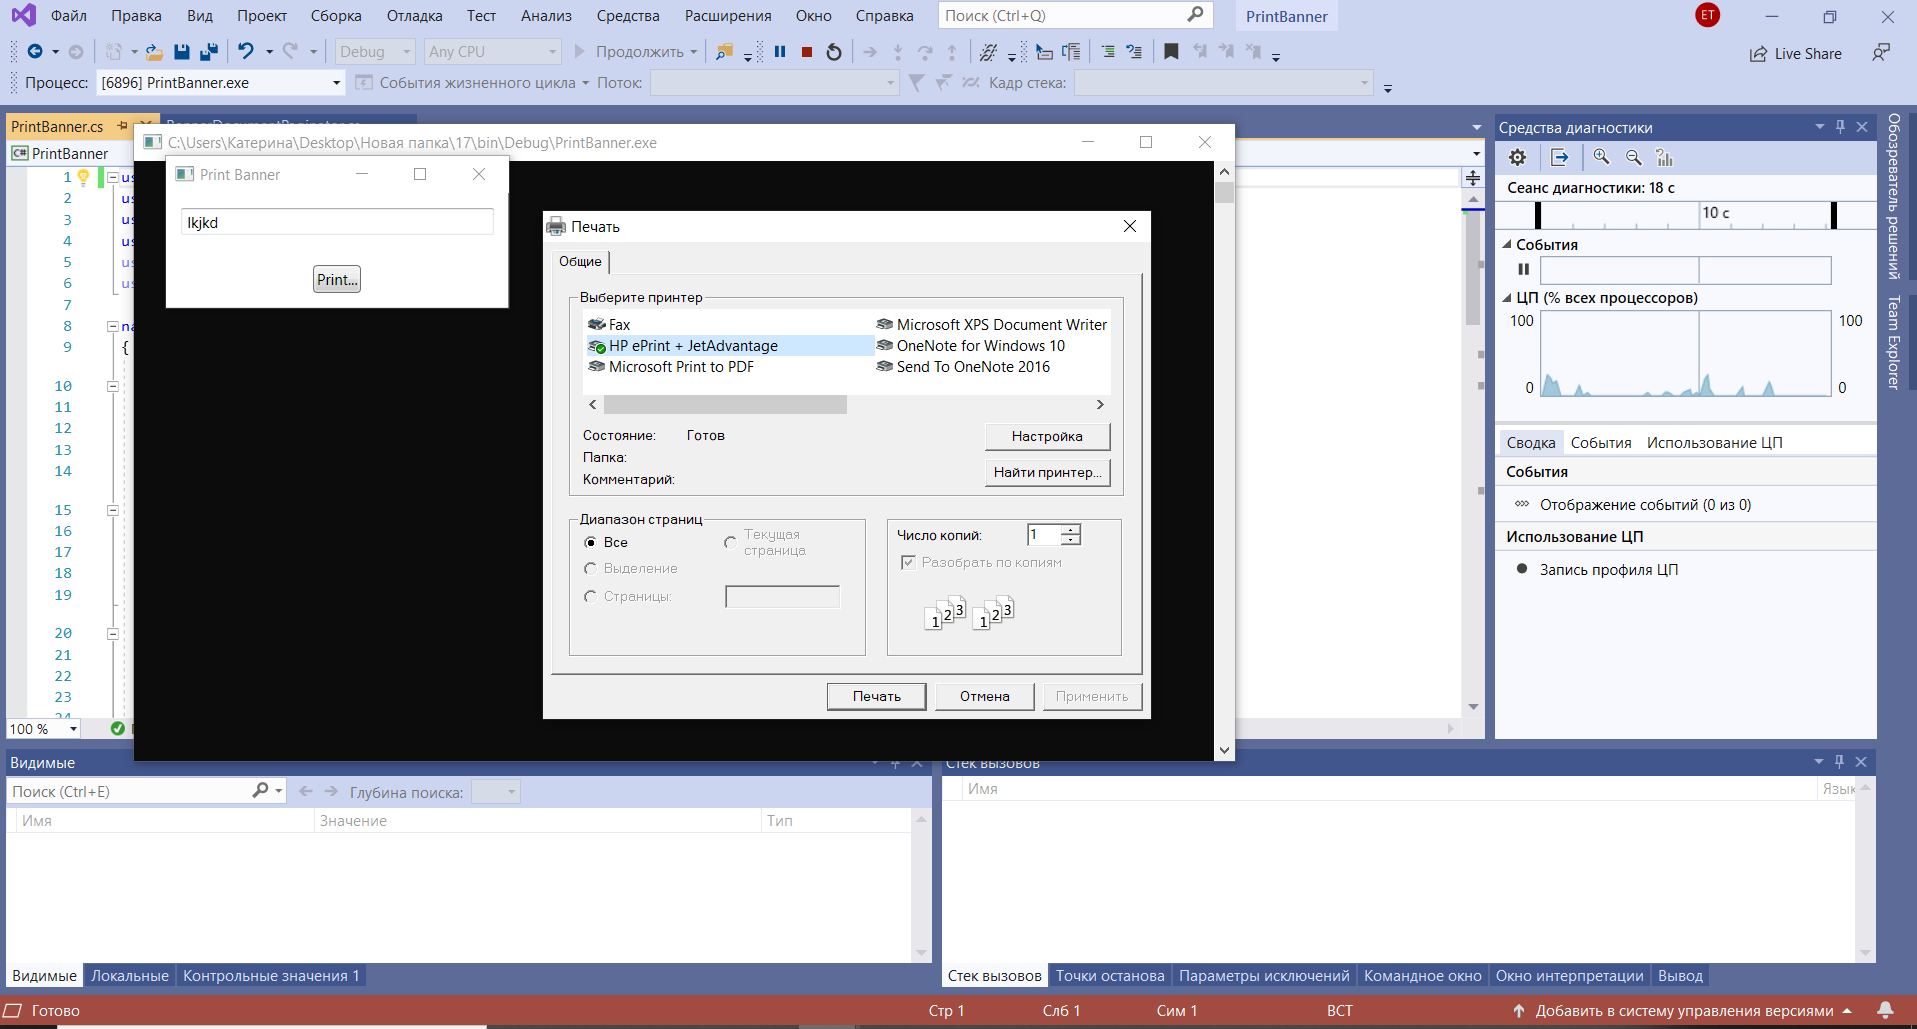 Файл Правка Вид Проект Сборка Отладка Тест Анализ Средства Расширения Окно Справка Поиск (Ctrl+Q) PrintBanner ET
Debug Any CPU Продолжить Live Share
Процесс: [6896] PrintBanner.exe События жизненного цикла Поток: Кадр стека:
PrintBanner.cs
PrintBanner
C:\Users\Катерина\Desktop\Новая папка\17\bin\Debug\PrintBanner.exe
Print Banner
lkjkd
Print...
1 us
2 us
3 us
4 us
5 us
6 us
7
8 na
9 {
10
11
12
13
14
15
16
17
18
19
20
21
22
23
24
100 %
Печать
Общие
Выберите принтер
Fax
HP ePrint + JetAdvantage
Microsoft Print to PDF
Microsoft XPS Document Writer
OneNote for Windows 10
Send To OneNote 2016
Состояние: Готов
Папка:
Комментарий:
Настройка
Найти принтер...
Диапазон страниц
Все
Текущая
страница
Выделение
Страницы:
Число копий: 1
Разобрать по копиям
1 2 3 1 2 3
Печать Отмена Применить
Средства диагностики
Сеанс диагностики: 18 с
10 с
События
ЦП (% всех процессоров)
100 100
0 0
Сводка События Использование ЦП
События
Отображение событий (0 из 0)
Использование ЦП
Запись профиля ЦП
Обозреватель решений
Team Explorer
Видимые
Поиск (Ctrl+E) Глубина поиска:
Имя Значение Тип
Видимые Локальные Контрольные значения 1
Стек вызовов
Имя Язык
Стек вызовов Точки останова Параметры исключений Командное окно Окно интерпретации Вывод
Готово Стр 1 Слб 1 Сим 1 ВСТ Добавить в систему управления версиями